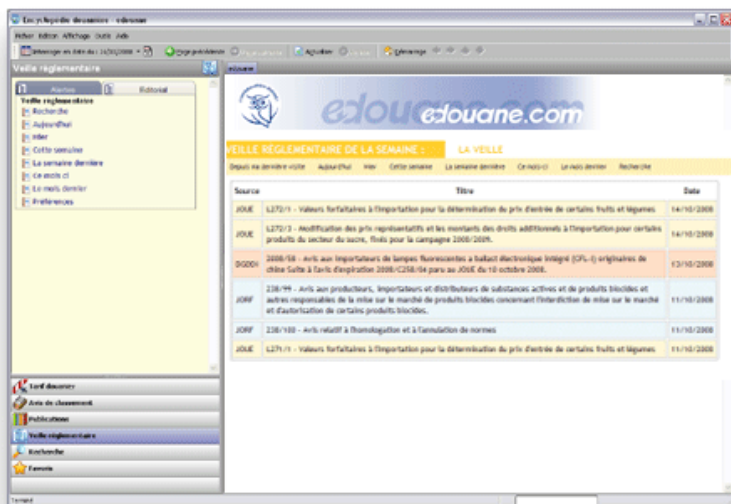 Encyclopédie douanière - edouane
Fichier Edition Affichage Outils Aide
Page précédente
Actualiser
Démarrage
Veille règlementaire
edouane
Alertes
Editorial
Veille règlementaire
Recherche
Aujourd'hui
Hier
Cette semaine
La semaine dernière
Ce mois ci
Le mois dernier
Préférences
edouane.com
VEILLE RÉGLEMENTAIRE DE LA SEMAINE :
LA VEILLE
Depuis ma dernière visite Aujourd'hui Hier Cette semaine La semaine dernière Ce mois ci Le mois dernier Recherche
Source Titre Date
JOUE L272/1 - Valeurs forfaitaires à l'importation pour la détermination du prix d'entrée de certains fruits et légumes 14/10/2008
JOUE L272/3 - Modification des prix représentatifs et les montants des droits additionnels à l'importation pour certains
produits du secteur du sucre, fixés pour la campagne 2008/2009. 14/10/2008
DGDDI 2008/58 - Avis aux importateurs de lampes fluorescentes a ballast électronique intégré (CFL-i) originaires de
chine Suite à l'avis d'expiration 2008/C258/04 paru au JOUE du 10 octobre 2008. 13/10/2008
JORF 238/99 - Avis aux producteurs, importateurs et distributeurs de substances actives et de produits biocides et
autres responsables de la mise sur le marché de produits biocides concernant l'interdiction de mise sur le marché
et d'autorisation de certains produits biocides. 11/10/2008
JORF 238/100 - Avis relatif à l'homologation et à l'annulation de normes 11/10/2008
JOUE L271/1 - Valeurs forfaitaires à l'importation pour la détermination du prix d'entrée de certains fruits et légumes 11/10/2008
Tarif douanier
Avis de classement
Publications
Veille règlementaire
Recherche
Favoris
Terminé